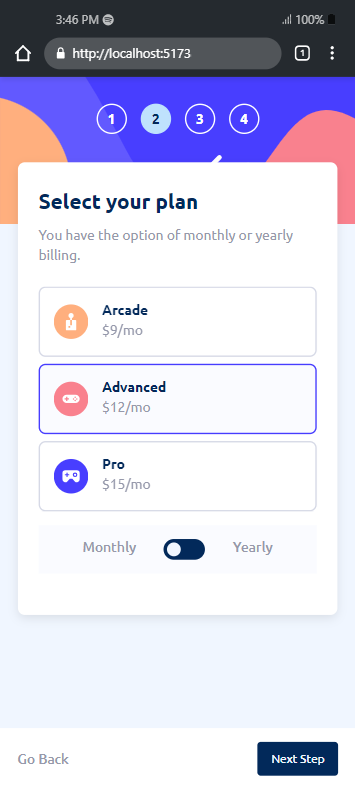 3:46 PM 100%
http://localhost:5173 1
1 2 3 4
Select your plan
You have the option of monthly or yearly
billing.
Arcade
$9/mo
Advanced
$12/mo
Pro
$15/mo
Monthly Yearly
Go Back Next Step